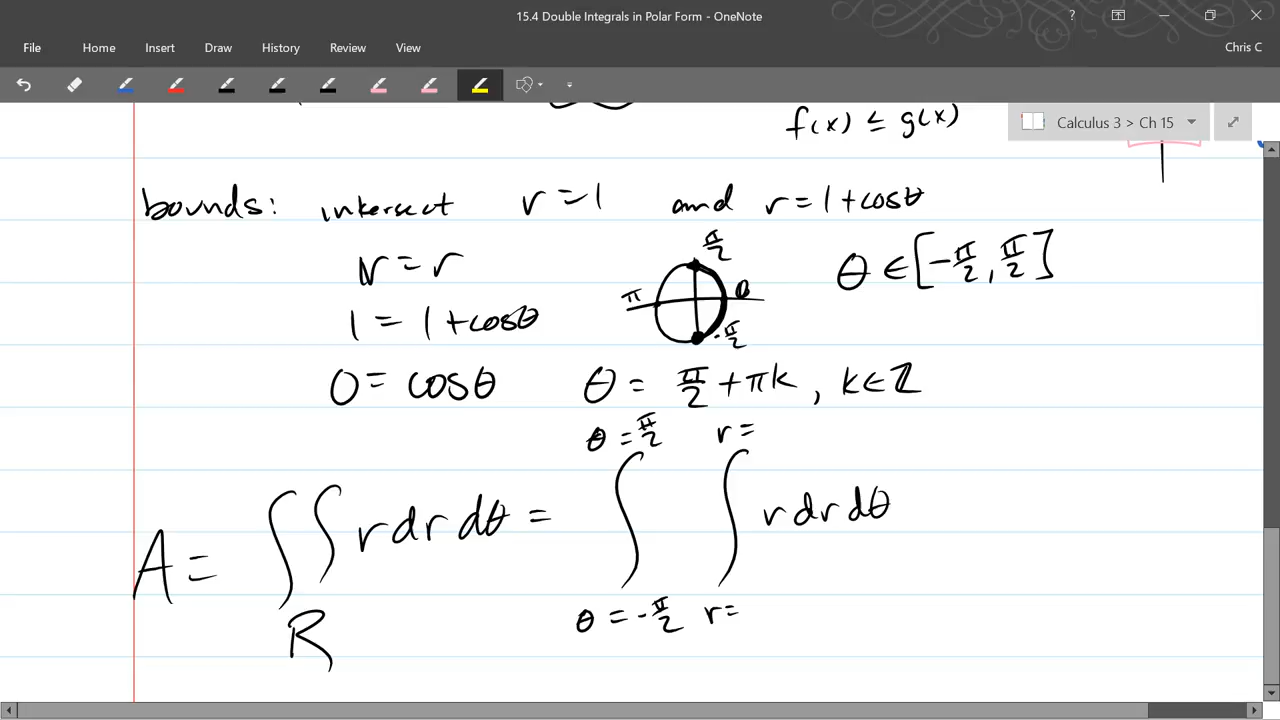 15.4 Double Integrals in Polar Form - OneNote
?
File Home Insert Draw History Review View Chris C
f(x) ≤ g(x)
Calculus 3 > Ch 15
bounds: intersect r = 1 and r = 1 + cosθ
π/2
r = r π 0 θ ∈ [-π/2, π/2]
1 = 1 + cosθ -π/2
0 = cosθ θ = π/2 + πk, k ∈ ℤ
θ = π/2 r =
A = ∫∫ r dr dθ = ∫ ∫ r dr dθ
R θ = -π/2 r =